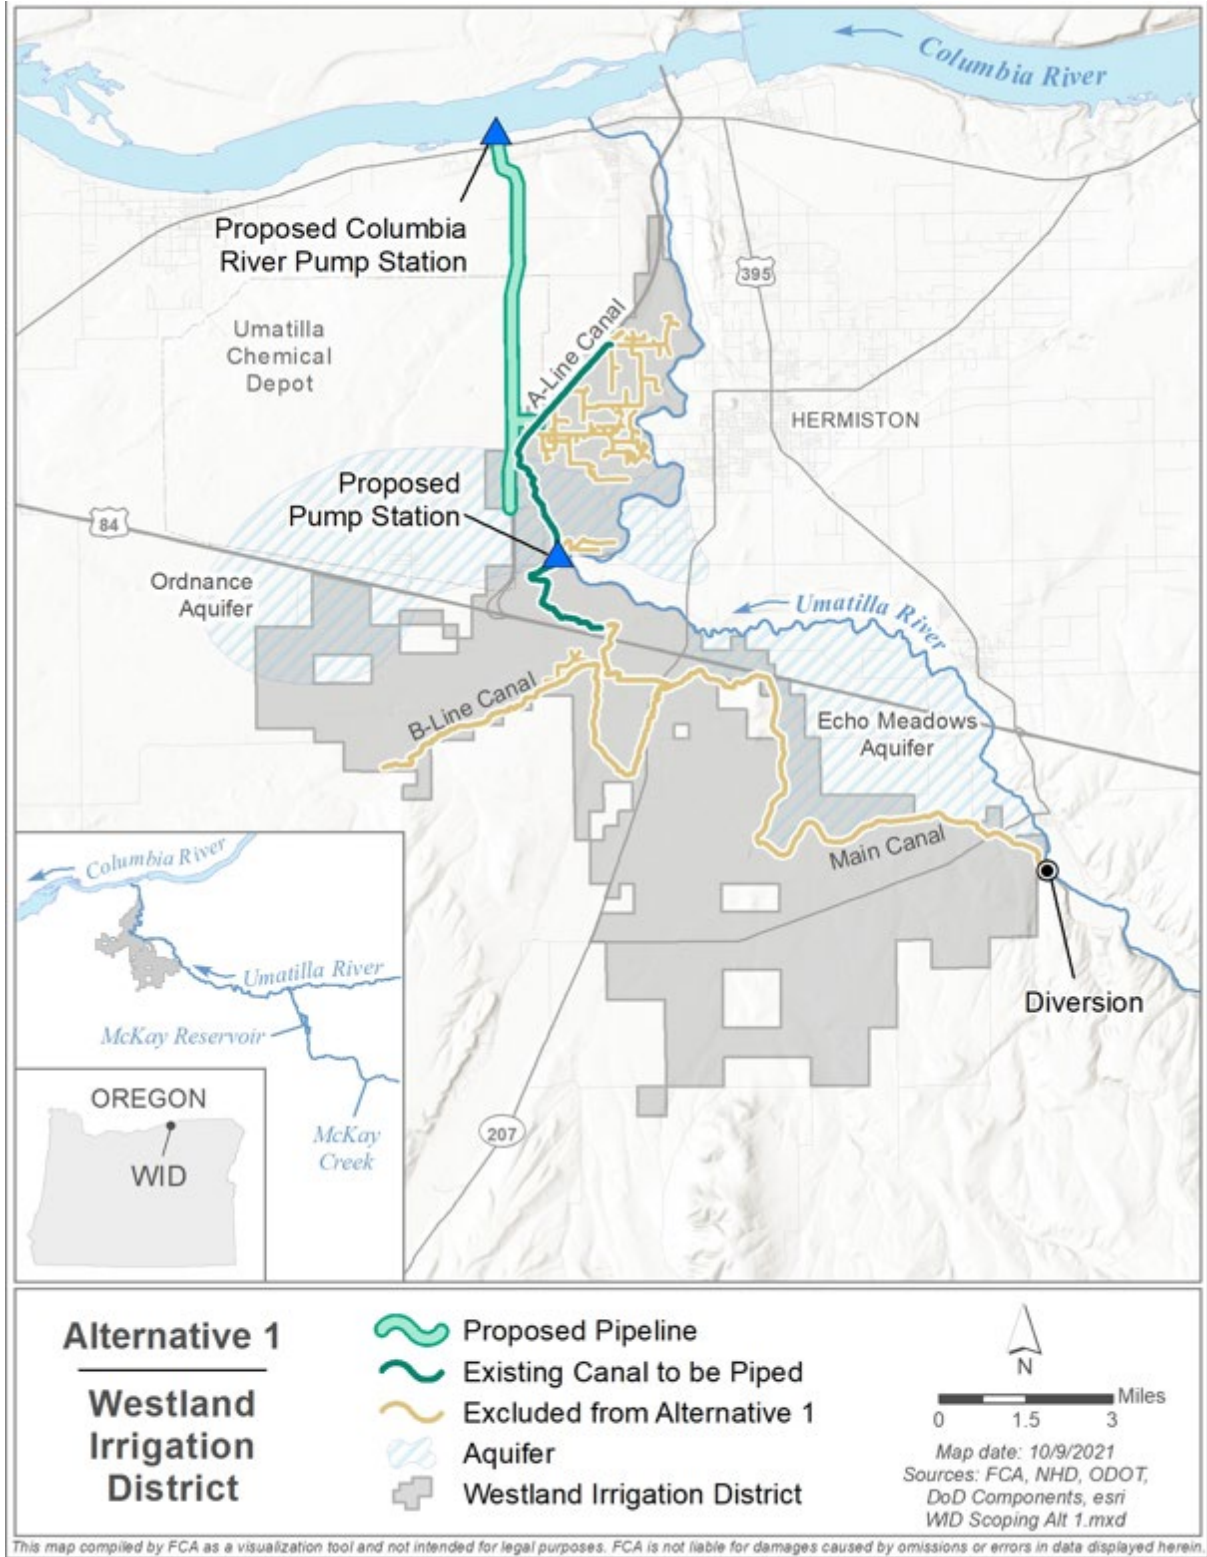 Columbia River
Proposed Columbia
River Pump Station
395
Umatilla
Chemical
Depot
A-Line Canal
HERMISTON
Proposed
Pump Station
84
Ordnance
Aquifer
Umatilla River
B-Line Canal
Echo Meadows
Aquifer
Main Canal
Diversion
207
Columbia River
Umatilla River
McKay Reservoir
McKay
Creek
OREGON
WID
Alternative 1
Westland
Irrigation
District
Proposed Pipeline
Existing Canal to be Piped
Excluded from Alternative 1
Aquifer
Westland Irrigation District
N
Miles
0 1.5 3
Map date: 10/9/2021
Sources: FCA, NHD, ODOT,
DoD Components, esri
WID Scoping Alt 1.mxd
This map compiled by FCA as a visualization tool and not intended for legal purposes. FCA is not liable for damages caused by omissions or errors in data displayed herein.